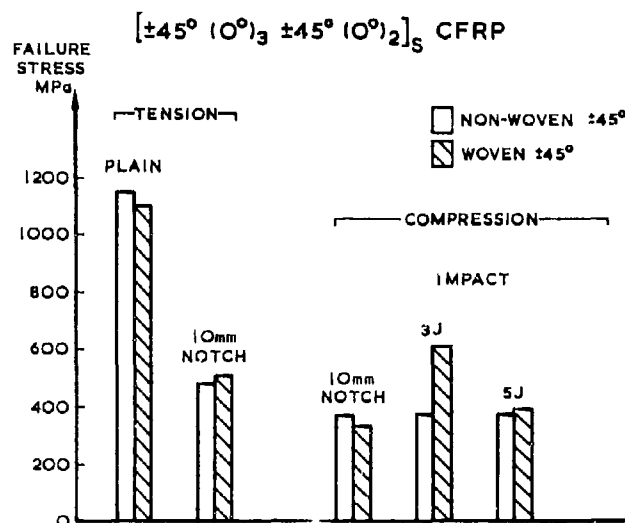 [±45° (0°)₃ ±45° (0°)₂]S CFRP
FAILURE
STRESS
MPa
TENSION
NON-WOVEN ±45°
WOVEN ±45°
PLAIN
COMPRESSION
IMPACT
3J
10mm
NOTCH
10mm
NOTCH
5J
1200
1000
800
600
400
200
0